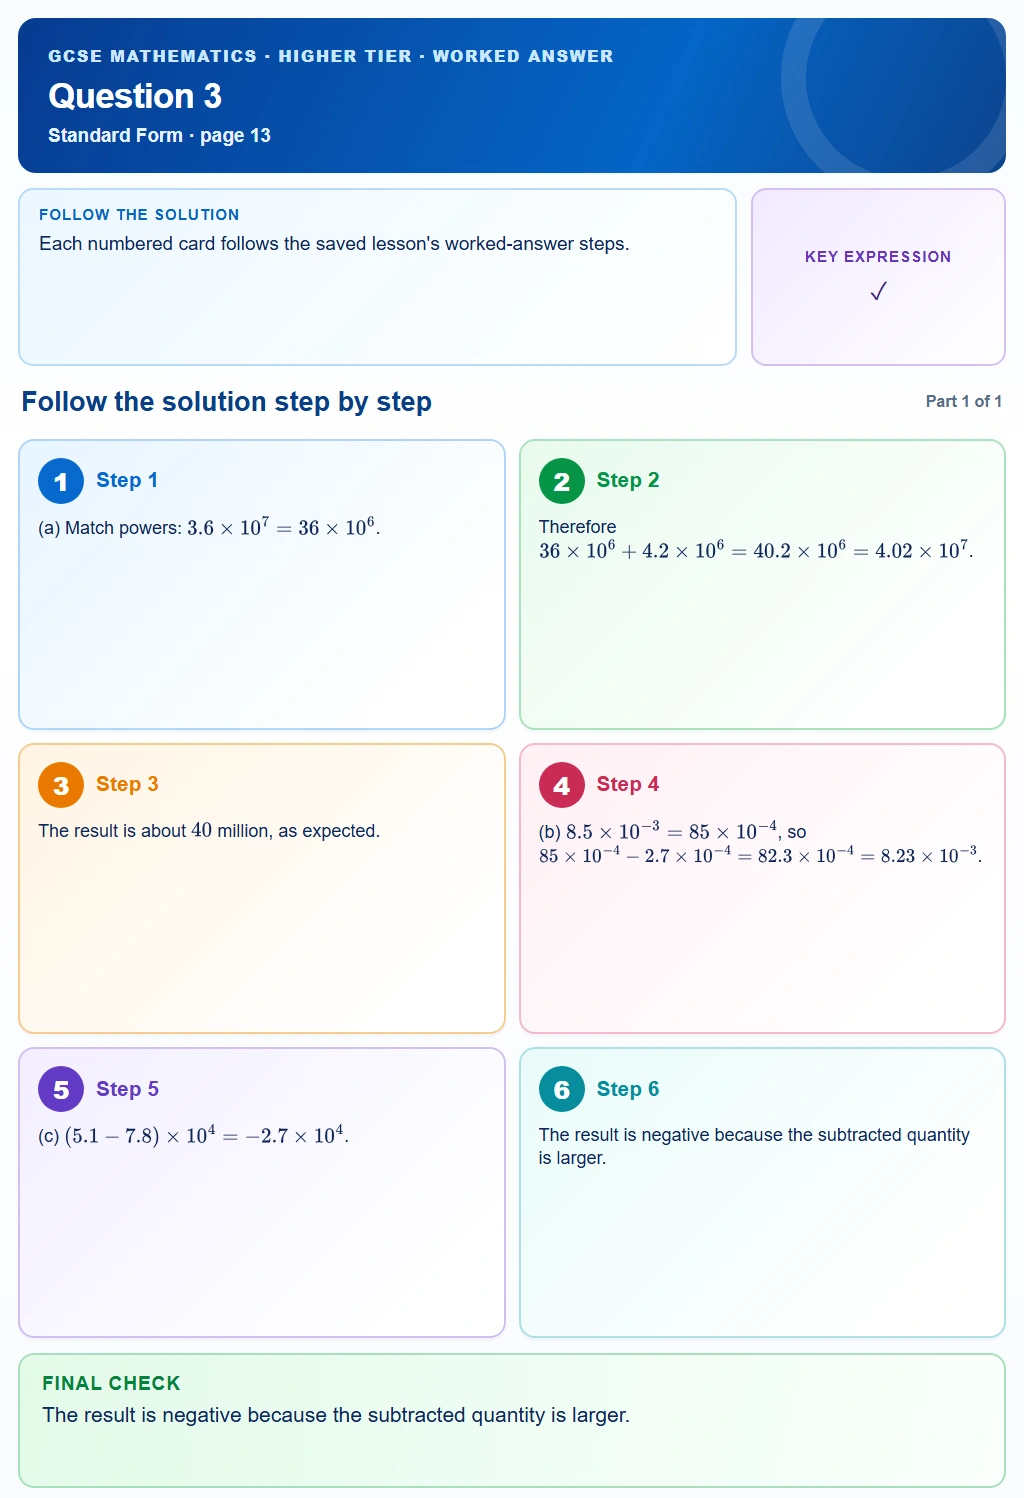 GCSE MATHEMATICS · HIGHER TIER · WORKED ANSWER
Question 3
Standard Form · page 13
FOLLOW THE SOLUTION
Each numbered card follows the saved lesson's worked-answer steps.
KEY EXPRESSION
✓
Follow the solution step by step
Part 1 of 1
1 Step 1
(a) Match powers: 3.6 × 10⁷ = 36 × 10⁶.
2 Step 2
Therefore
36 × 10⁶ + 4.2 × 10⁶ = 40.2 × 10⁶ = 4.02 × 10⁷.
3 Step 3
The result is about 40 million, as expected.
4 Step 4
(b) 8.5 × 10⁻³ = 85 × 10⁻⁴, so
85 × 10⁻⁴ − 2.7 × 10⁻⁴ = 82.3 × 10⁻⁴ = 8.23 × 10⁻³.
5 Step 5
(c) (5.1 − 7.8) × 10⁴ = −2.7 × 10⁴.
6 Step 6
The result is negative because the subtracted quantity
is larger.
FINAL CHECK
The result is negative because the subtracted quantity is larger.